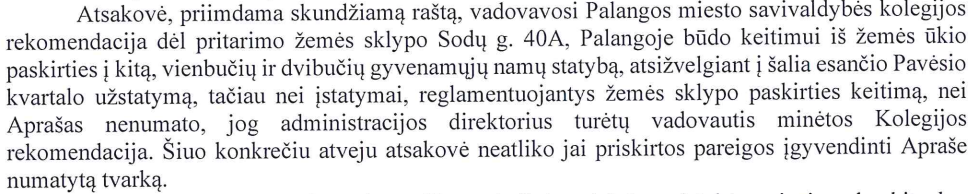 Atsakovė, priimdama skundžiamą raštą, vadovavosi Palangos miesto savivaldybės kolegijos
rekomendacija dėl pritarimo žemės sklypo Sodų g. 40A, Palangoje būdo keitimui iš žemės ūkio
paskirties į kitą, vienbučių ir dvibučių gyvenamųjų namų statybą, atsižvelgiant į šalia esančio Pavėsio
kvartalo užstatymą, tačiau nei įstatymai, reglamentuojantys žemės sklypo paskirties keitimą, nei
Aprašas nenumato, jog administracijos direktorius turėtų vadovautis minėtos Kolegijos
rekomendacija. Šiuo konkrečiu atveju atsakovė neatliko jai priskirtos pareigos įgyvendinti Apraše
numatytą tvarką.